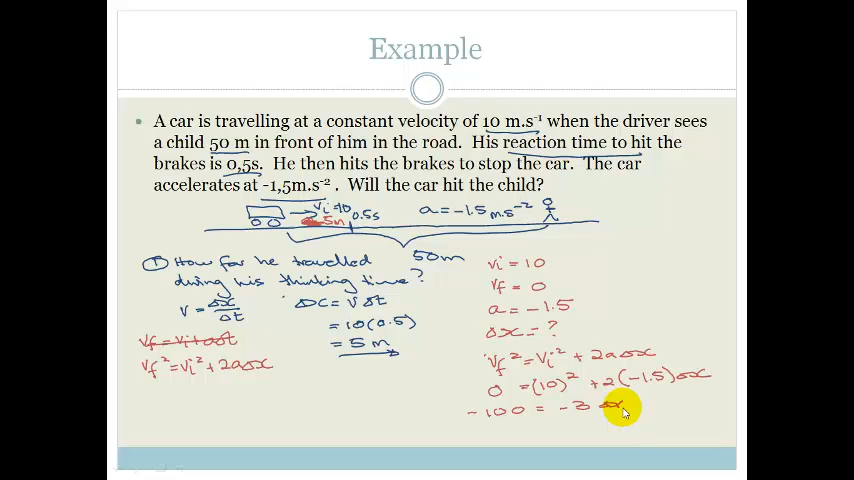 Example
A car is travelling at a constant velocity of 10 m.s⁻¹ when the driver sees
a child 50 m in front of him in the road. His reaction time to hit the
brakes is 0,5s. He then hits the brakes to stop the car. The car
accelerates at -1,5m.s⁻². Will the car hit the child?
vi=10
5m
0.5s
a=-1.5 m.s⁻²
50m
① How far he travelled
during his thinking time?
v = Δx/Δt
Δx = v Δt
= 10(0.5)
= 5 m
vf = vi + aΔt
vf² = vi² + 2aΔx
vi = 10
vf = 0
a = -1.5
Δx = ?
vf² = vi² + 2aΔx
0 = (10)² + 2(-1.5)Δx
-100 = -3 Δx